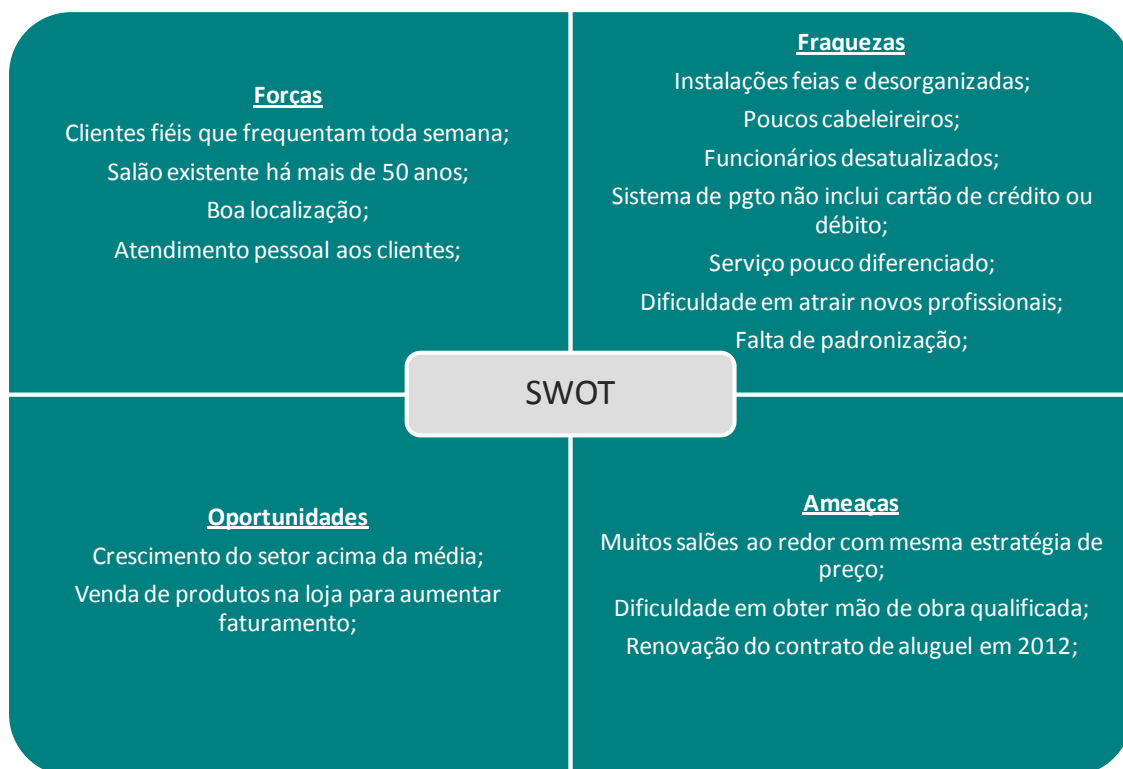 Forças
Clientes fiéis que frequentam toda semana;
Salão existente há mais de 50 anos;
Boa localização;
Atendimento pessoal aos clientes;
Fraquezas
Instalações feias e desorganizadas;
Poucos cabeleireiros;
Funcionários desatualizados;
Sistema de pgto não inclui cartão de crédito ou
débito;
Serviço pouco diferenciado;
Dificuldade em atrair novos profissionais;
Falta de padronização;
SWOT
Oportunidades
Crescimento do setor acima da média;
Venda de produtos na loja para aumentar
faturamento;
Ameaças
Muitos salões ao redor com mesma estratégia de
preço;
Dificuldade em obter mão de obra qualificada;
Renovação do contrato de aluguel em 2012;